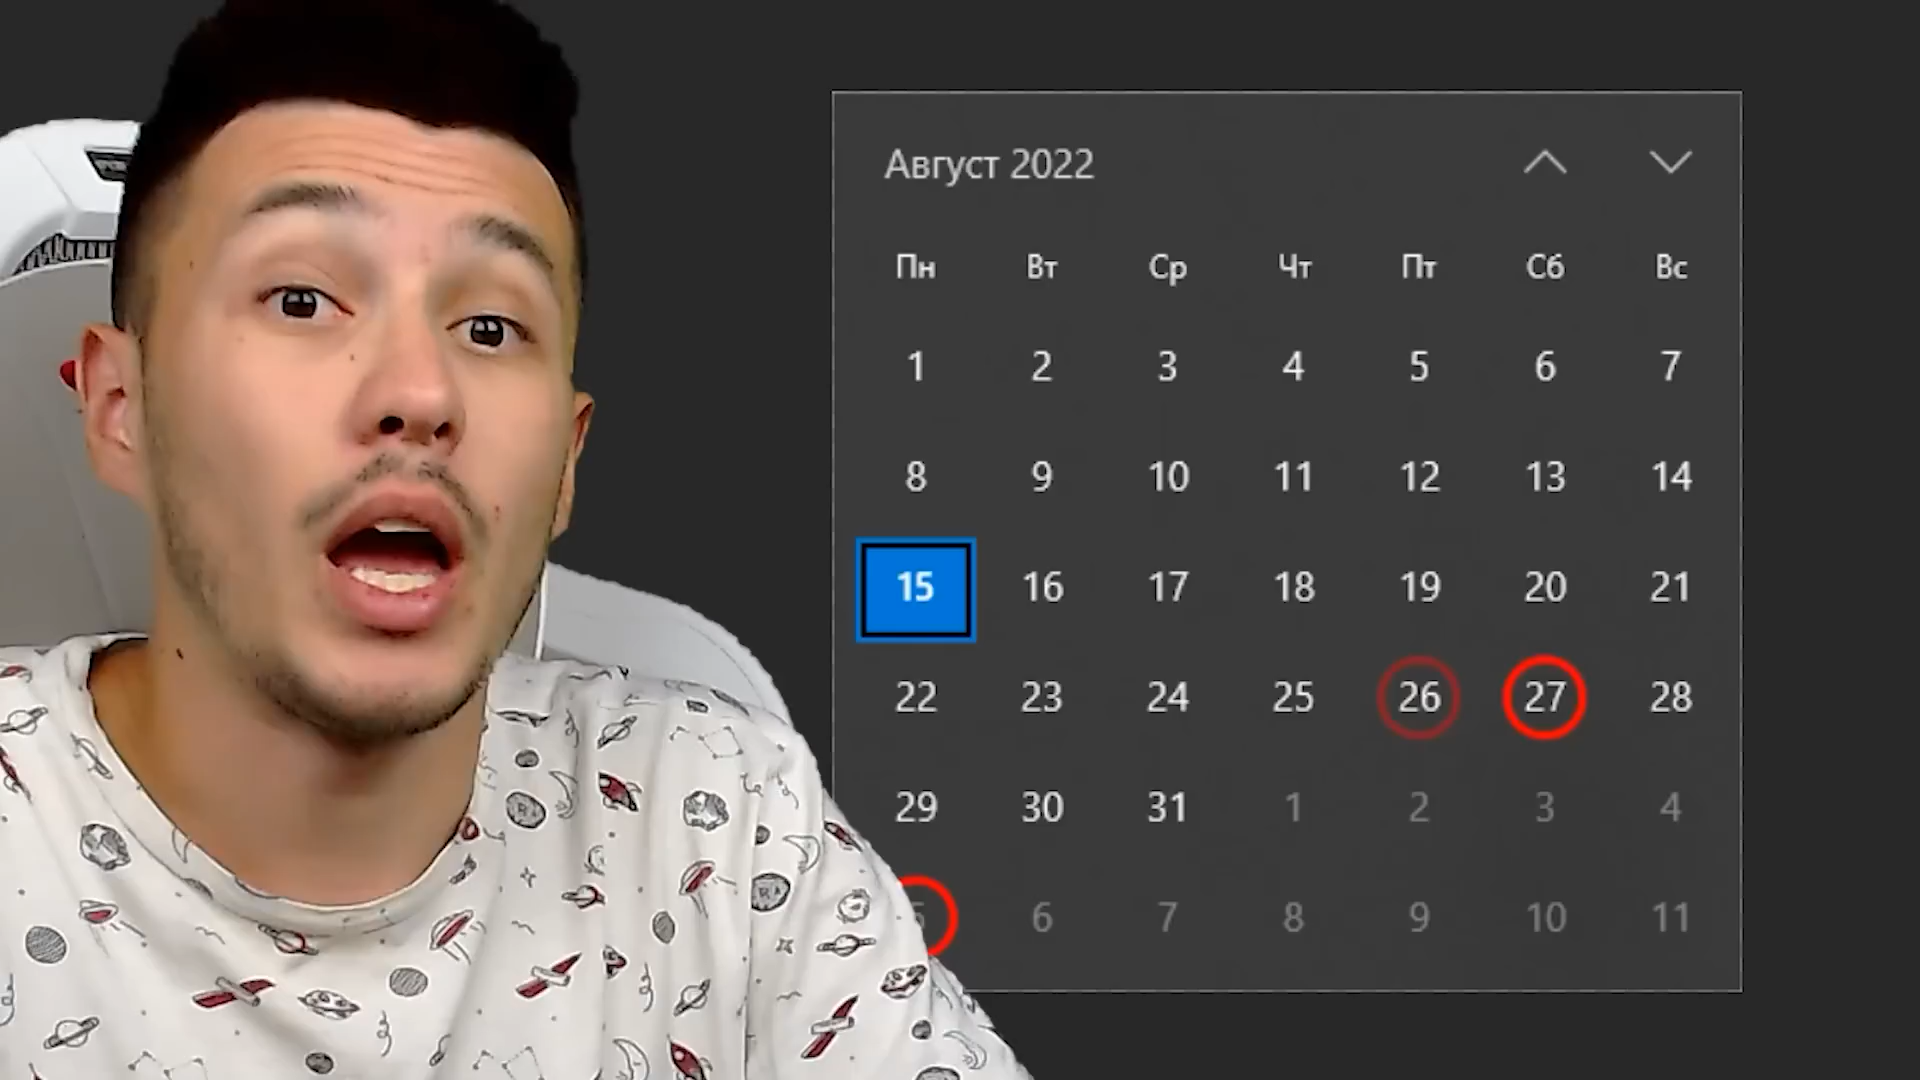 Август 2022
Пн Вт Ср Чт Пт Сб Вс
1 2 3 4 5 6 7
8 9 10 11 12 13 14
15 16 17 18 19 20 21
22 23 24 25 26 27 28
29 30 31 1 2 3 4
6 7 8 9 10 11